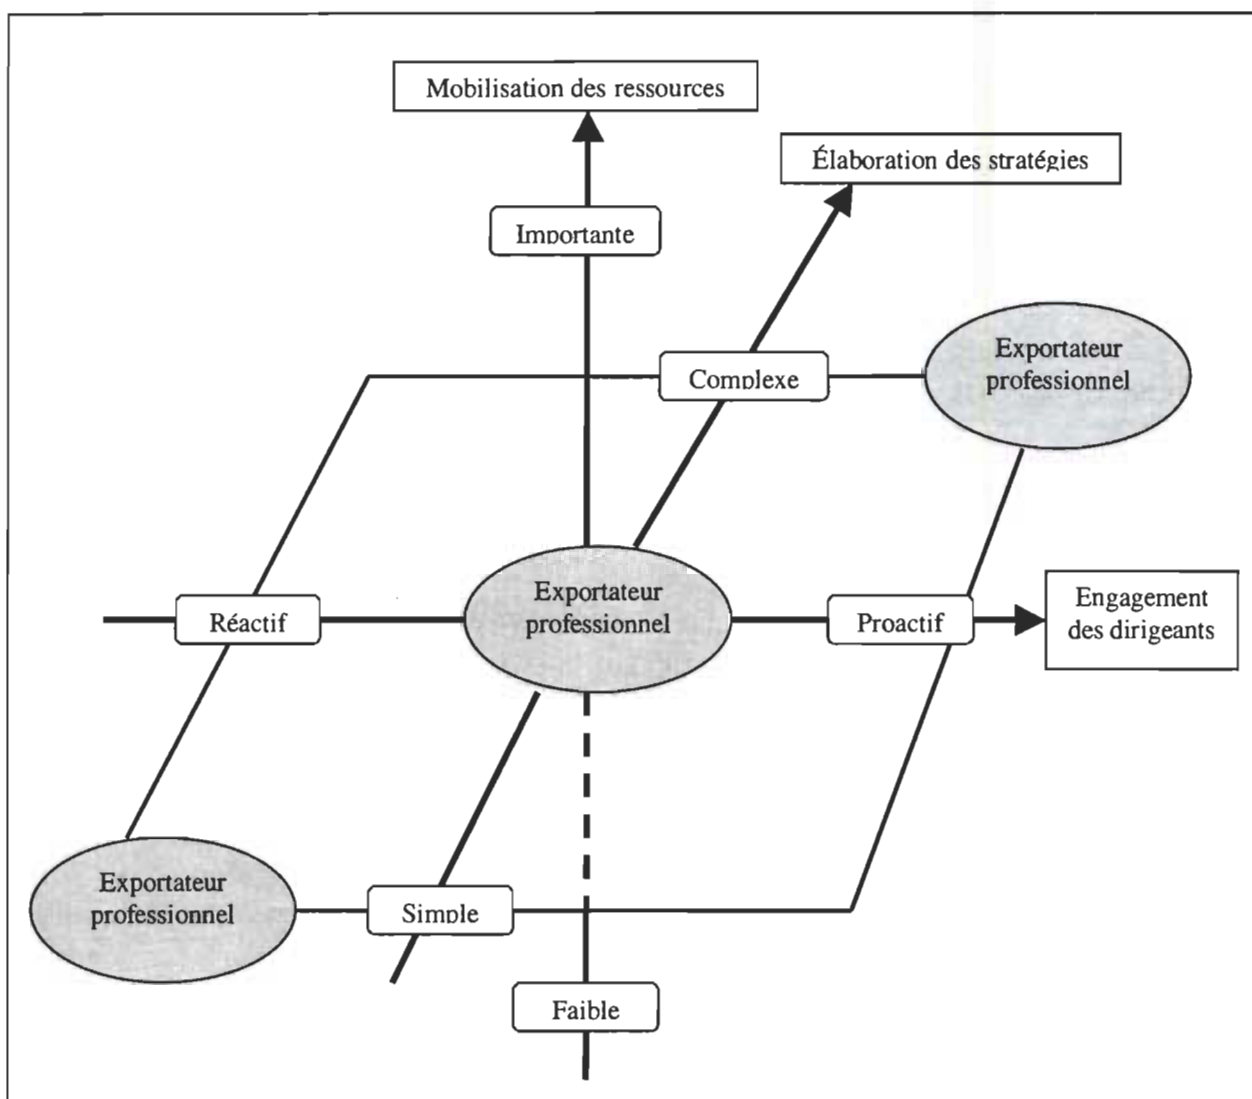 Mobilisation des ressources
Élaboration des stratégies
Importante
Exportateur
professionnel
Complexe
Exportateur
professionnel
Réactif
Proactif
Engagement
des dirigeants
Exportateur
professionnel
Simple
Faible